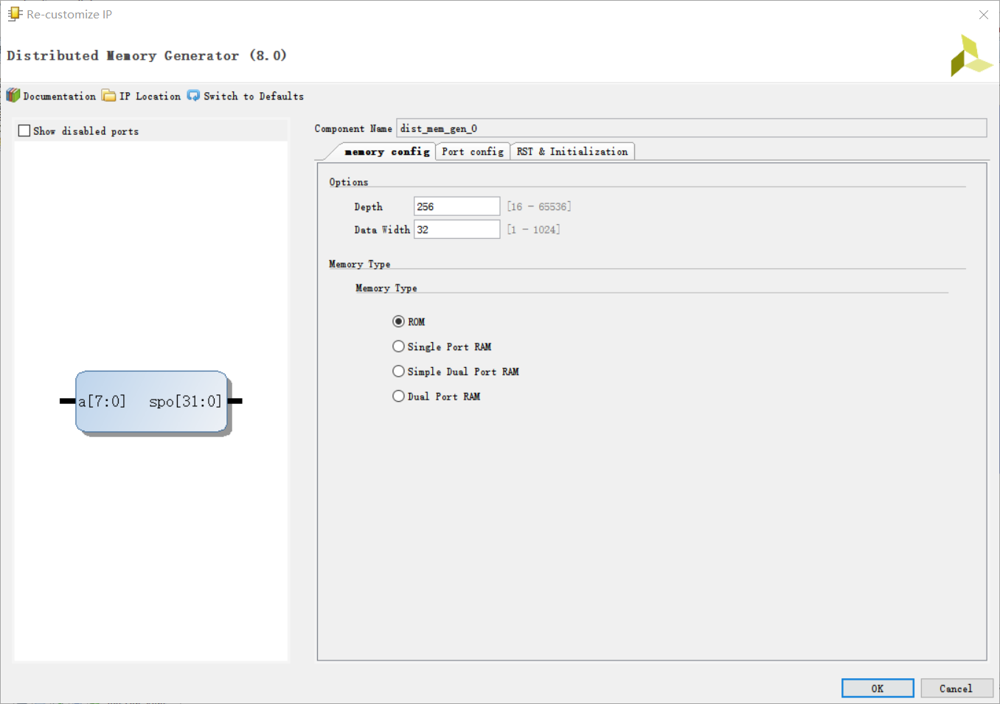 Re-customize IP
Distributed Memory Generator (8.0)
Documentation IP Location Switch to Defaults
Show disabled ports
a[7:0] spo[31:0]
Component Name dist_mem_gen_0
memory config Port config RST & Initialization
Options
Depth 256 [16 - 65536]
Data Width 32 [1 - 1024]
Memory Type
Memory Type
ROM
Single Port RAM
Simple Dual Port RAM
Dual Port RAM
OK Cancel